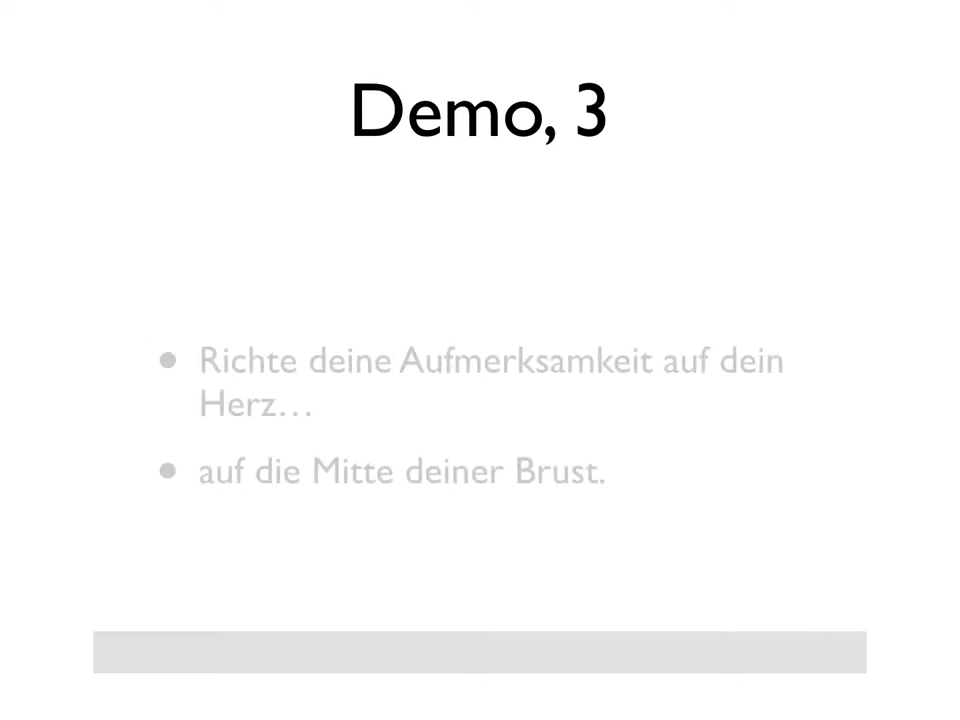 Demo, 3
• Richte deine Aufmerksamkeit auf dein
Herz…
• auf die Mitte deiner Brust.